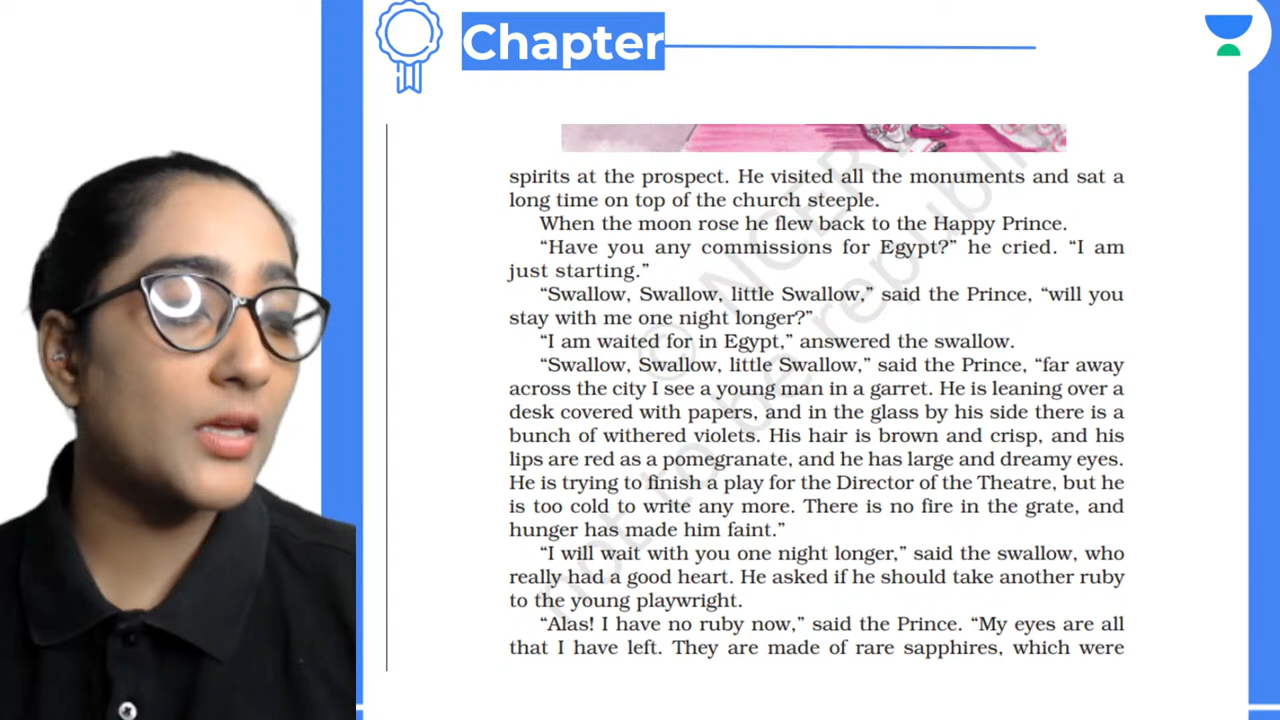 Chapter
spirits at the prospect. He visited all the monuments and sat a
long time on top of the church steeple.
When the moon rose he flew back to the Happy Prince.
“Have you any commissions for Egypt?” he cried. “I am
just starting.”
“Swallow, Swallow, little Swallow,” said the Prince, “will you
stay with me one night longer?”
“I am waited for in Egypt,” answered the swallow.
“Swallow, Swallow, little Swallow,” said the Prince, “far away
across the city I see a young man in a garret. He is leaning over a
desk covered with papers, and in the glass by his side there is a
bunch of withered violets. His hair is brown and crisp, and his
lips are red as a pomegranate, and he has large and dreamy eyes.
He is trying to finish a play for the Director of the Theatre, but he
is too cold to write any more. There is no fire in the grate, and
hunger has made him faint.”
“I will wait with you one night longer,” said the swallow, who
really had a good heart. He asked if he should take another ruby
to the young playwright.
“Alas! I have no ruby now,” said the Prince. “My eyes are all
that I have left. They are made of rare sapphires, which were
© NCER
not to be republi